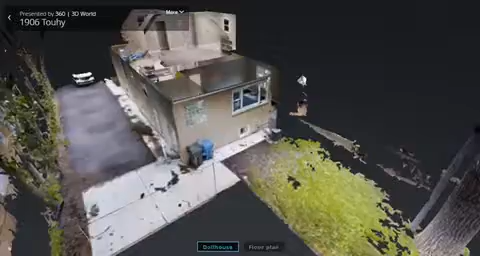 Presented by 360 | 3D World
More
1906 Touhy
Dollhouse
Floor plan